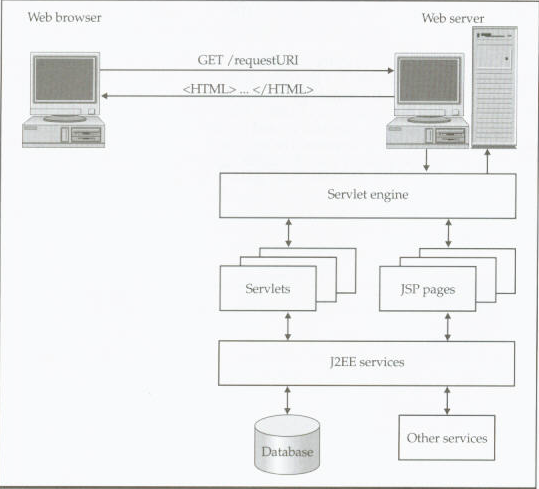 Web browser
Web server
GET /requestURI
<HTML> ... </HTML>
Servlet engine
Servlets
JSP pages
J2EE services
Database
Other services